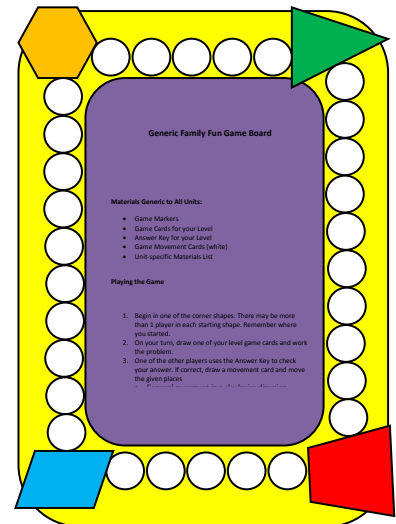 Generic Family Fun Game Board
Materials Generic to All Units:
• Game Markers
• Game Cards for your Level
• Answer Key for your Level
• Game Movement Cards (white)
• Unit-specific Materials List
Playing the Game
1. Begin in one of the corner shapes. There may be more
than 1 player in each starting shape. Remember where
you started.
2. On your turn, draw one of your level game cards and work
the problem.
3. One of the other players uses the Answer Key to check
your answer. If correct, draw a movement card and move
the given places